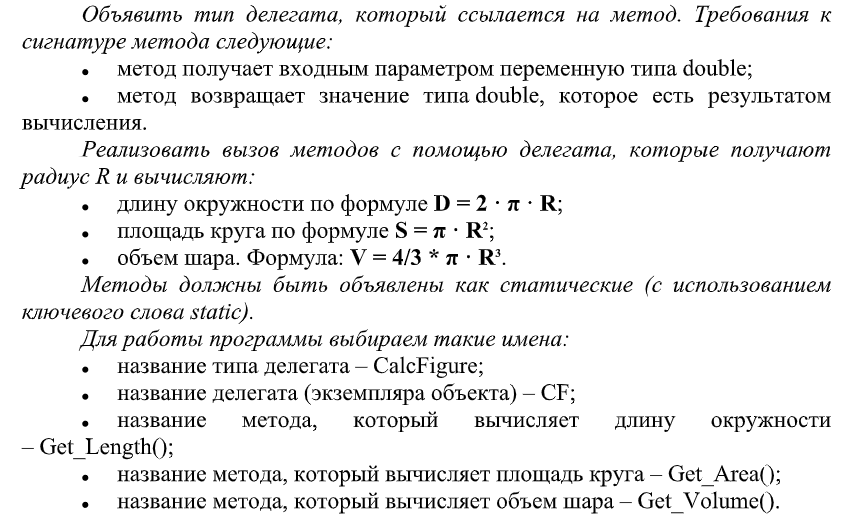 Объявить тип делегата, который ссылается на метод. Требования к
сигнатуре метода следующие:
● метод получает входным параметром переменную типа double;
● метод возвращает значение типа double, которое есть результатом
вычисления.
Реализовать вызов методов с помощью делегата, которые получают
радиус R и вычисляют:
● длину окружности по формуле D = 2 · π · R;
● площадь круга по формуле S = π · R²;
● объем шара. Формула: V = 4/3 * π · R³.
Методы должны быть объявлены как статические (с использованием
ключевого слова static).
Для работы программы выбираем такие имена:
● название типа делегата – CalcFigure;
● название делегата (экземпляра объекта) – CF;
● название метода, который вычисляет длину окружности
– Get_Length();
● название метода, который вычисляет площадь круга – Get_Area();
● название метода, который вычисляет объем шара – Get_Volume().